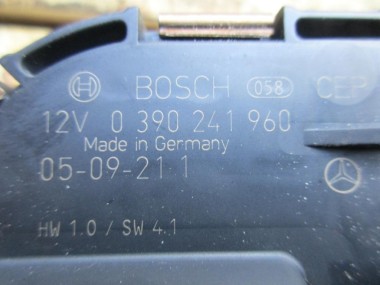 BOSCH 058 CEP
12V 0 390 241 960
Made in Germany
05-09-21 1
HW 1.0 / SW 4.1